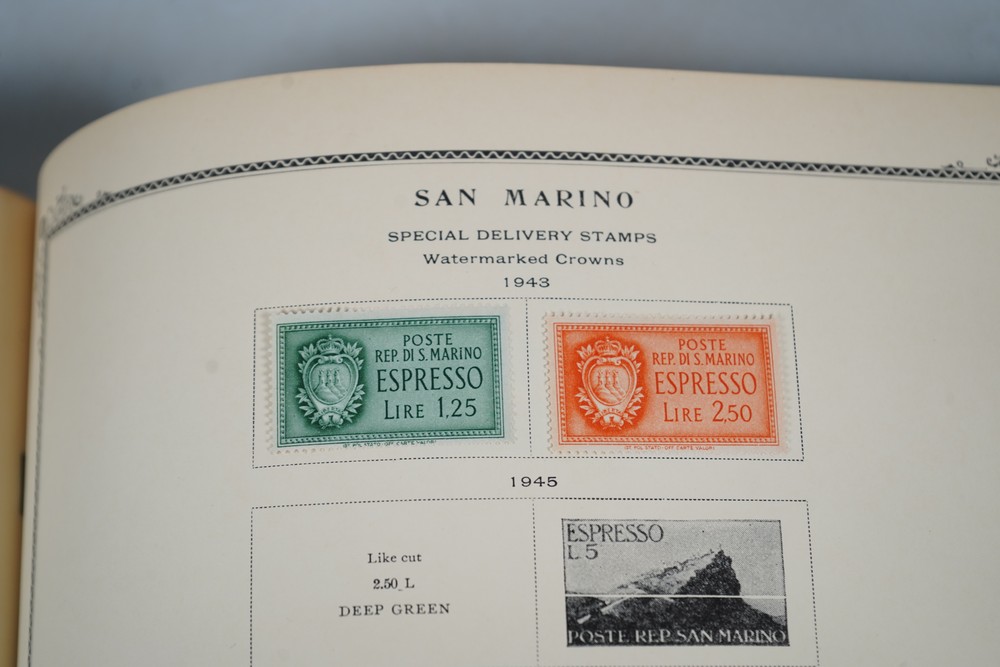 SAN MARINO
SPECIAL DELIVERY STAMPS
Watermarked Crowns
1943
POSTE
REP. DI S. MARINO
ESPRESSO
LIRE 1,25
POSTE
REP. DI S. MARINO
ESPRESSO
LIRE 2,50
1945
Like cut
2.50 L
DEEP GREEN
ESPRESSO
L 5
POSTE REP SAN MARINO